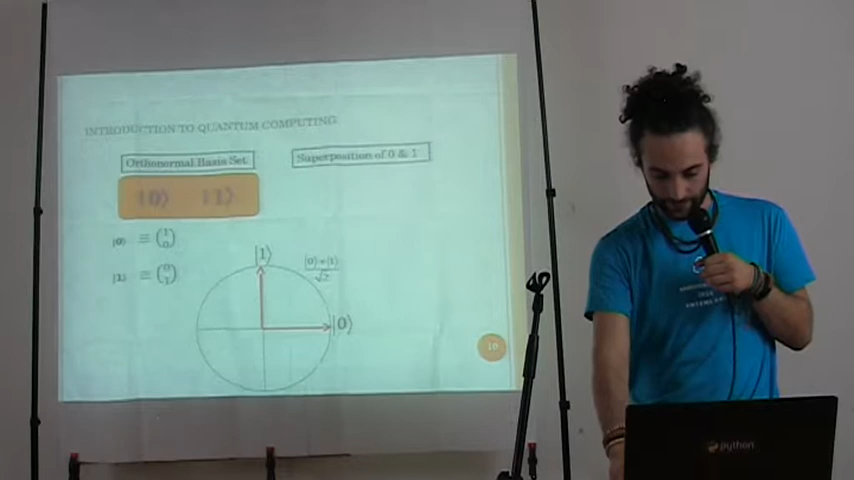 INTRODUCTION TO QUANTUM COMPUTING
Orthonormal Basis Set
Superposition of 0 & 1
|0⟩ |1⟩
|0⟩ ≡ (1 0)
|1⟩ ≡ (0 1)
|1⟩
|0⟩+|1⟩
√2
|0⟩
10
python